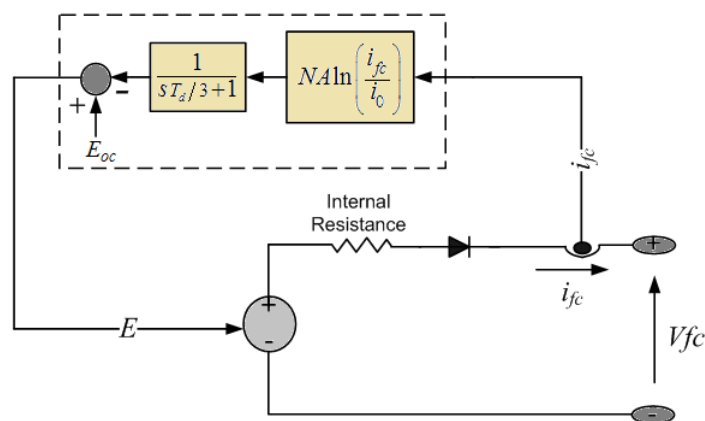 1
sT_d/3+1
NA ln(i_fc/i_0)
+
-
E_oc
i_fc
Internal
Resistance
+
-
E
i_fc
+
Vfc
-